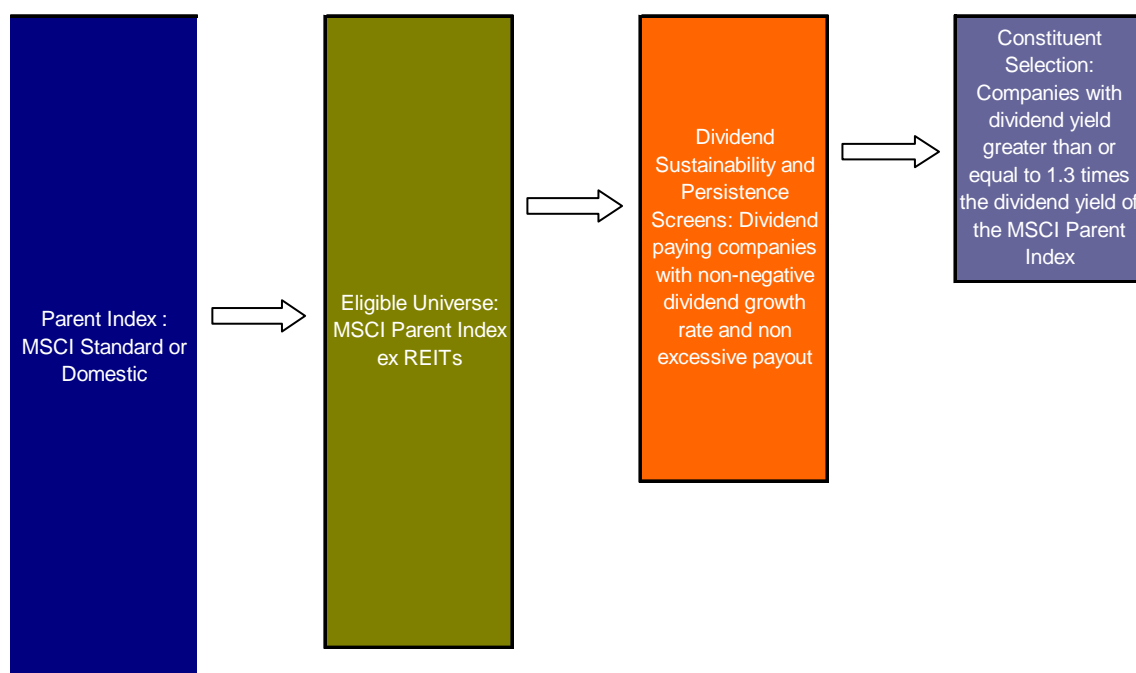 Parent Index :
MSCI Standard or
Domestic
Eligible Universe:
MSCI Parent Index
ex REITs
Dividend
Sustainability and
Persistence
Screens: Dividend
paying companies
with non-negative
dividend growth
rate and non
excessive payout
Constituent
Selection:
Companies with
dividend yield
greater than or
equal to 1.3 times
the dividend yield of
the MSCI Parent
Index